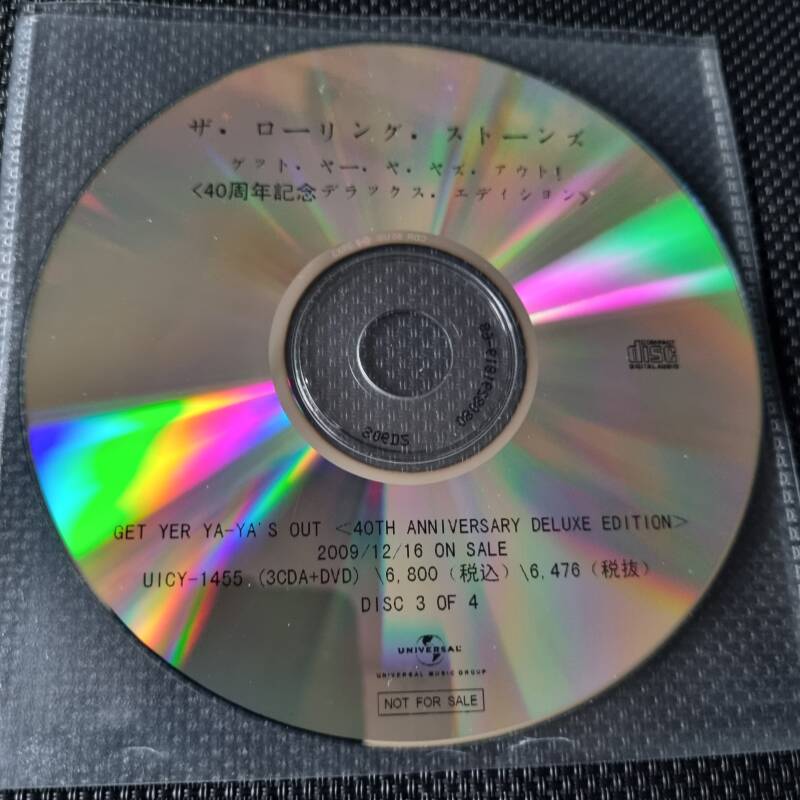 ザ・ローリング・ストーンズ
ゲット・ヤー・ヤ・ヤズ・アウト!
<40周年記念デラックス・エディション>
COMPACT
disc
DIGITAL AUDIO
GET YER YA-YA'S OUT <40TH ANNIVERSARY DELUXE EDITION>
2009/12/16 ON SALE
UICY-1455 (3CDA+DVD) \6,800 (税込) \6,476 (税抜)
DISC 3 OF 4
UNIVERSAL
UNIVERSAL MUSIC GROUP
NOT FOR SALE